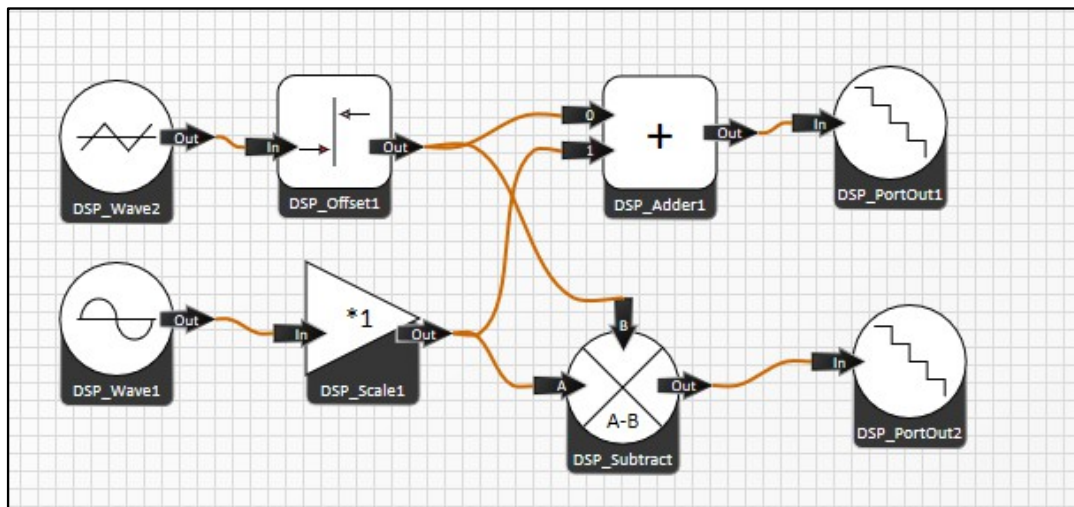 Out
DSP_Wave2
In
Out
DSP_Offset1
0
1
+
Out
DSP_Adder1
In
DSP_PortOut1
Out
DSP_Wave1
In
*1
Out
DSP_Scale1
B
A
Out
A-B
DSP_Subtract
In
DSP_PortOut2